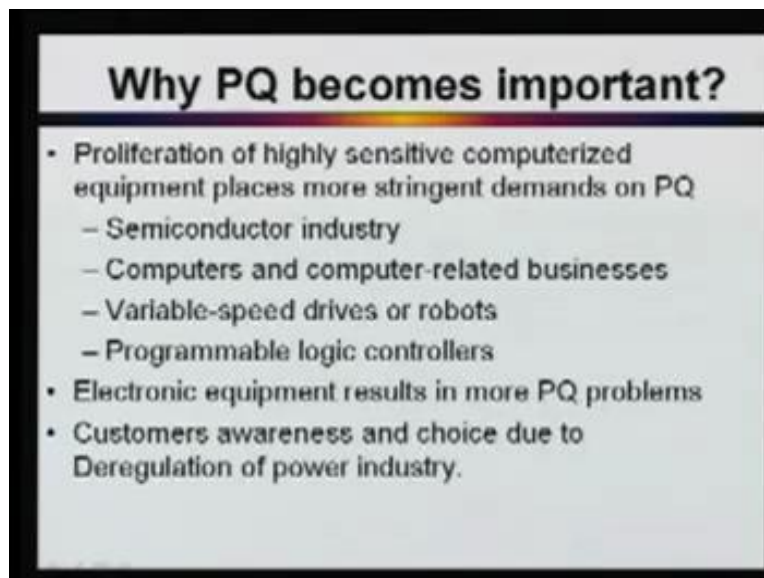 Why PQ becomes important?
• Proliferation of highly sensitive computerized
equipment places more stringent demands on PQ
– Semiconductor industry
– Computers and computer-related businesses
– Variable-speed drives or robots
– Programmable logic controllers
• Electronic equipment results in more PQ problems
• Customers awareness and choice due to
Deregulation of power industry.